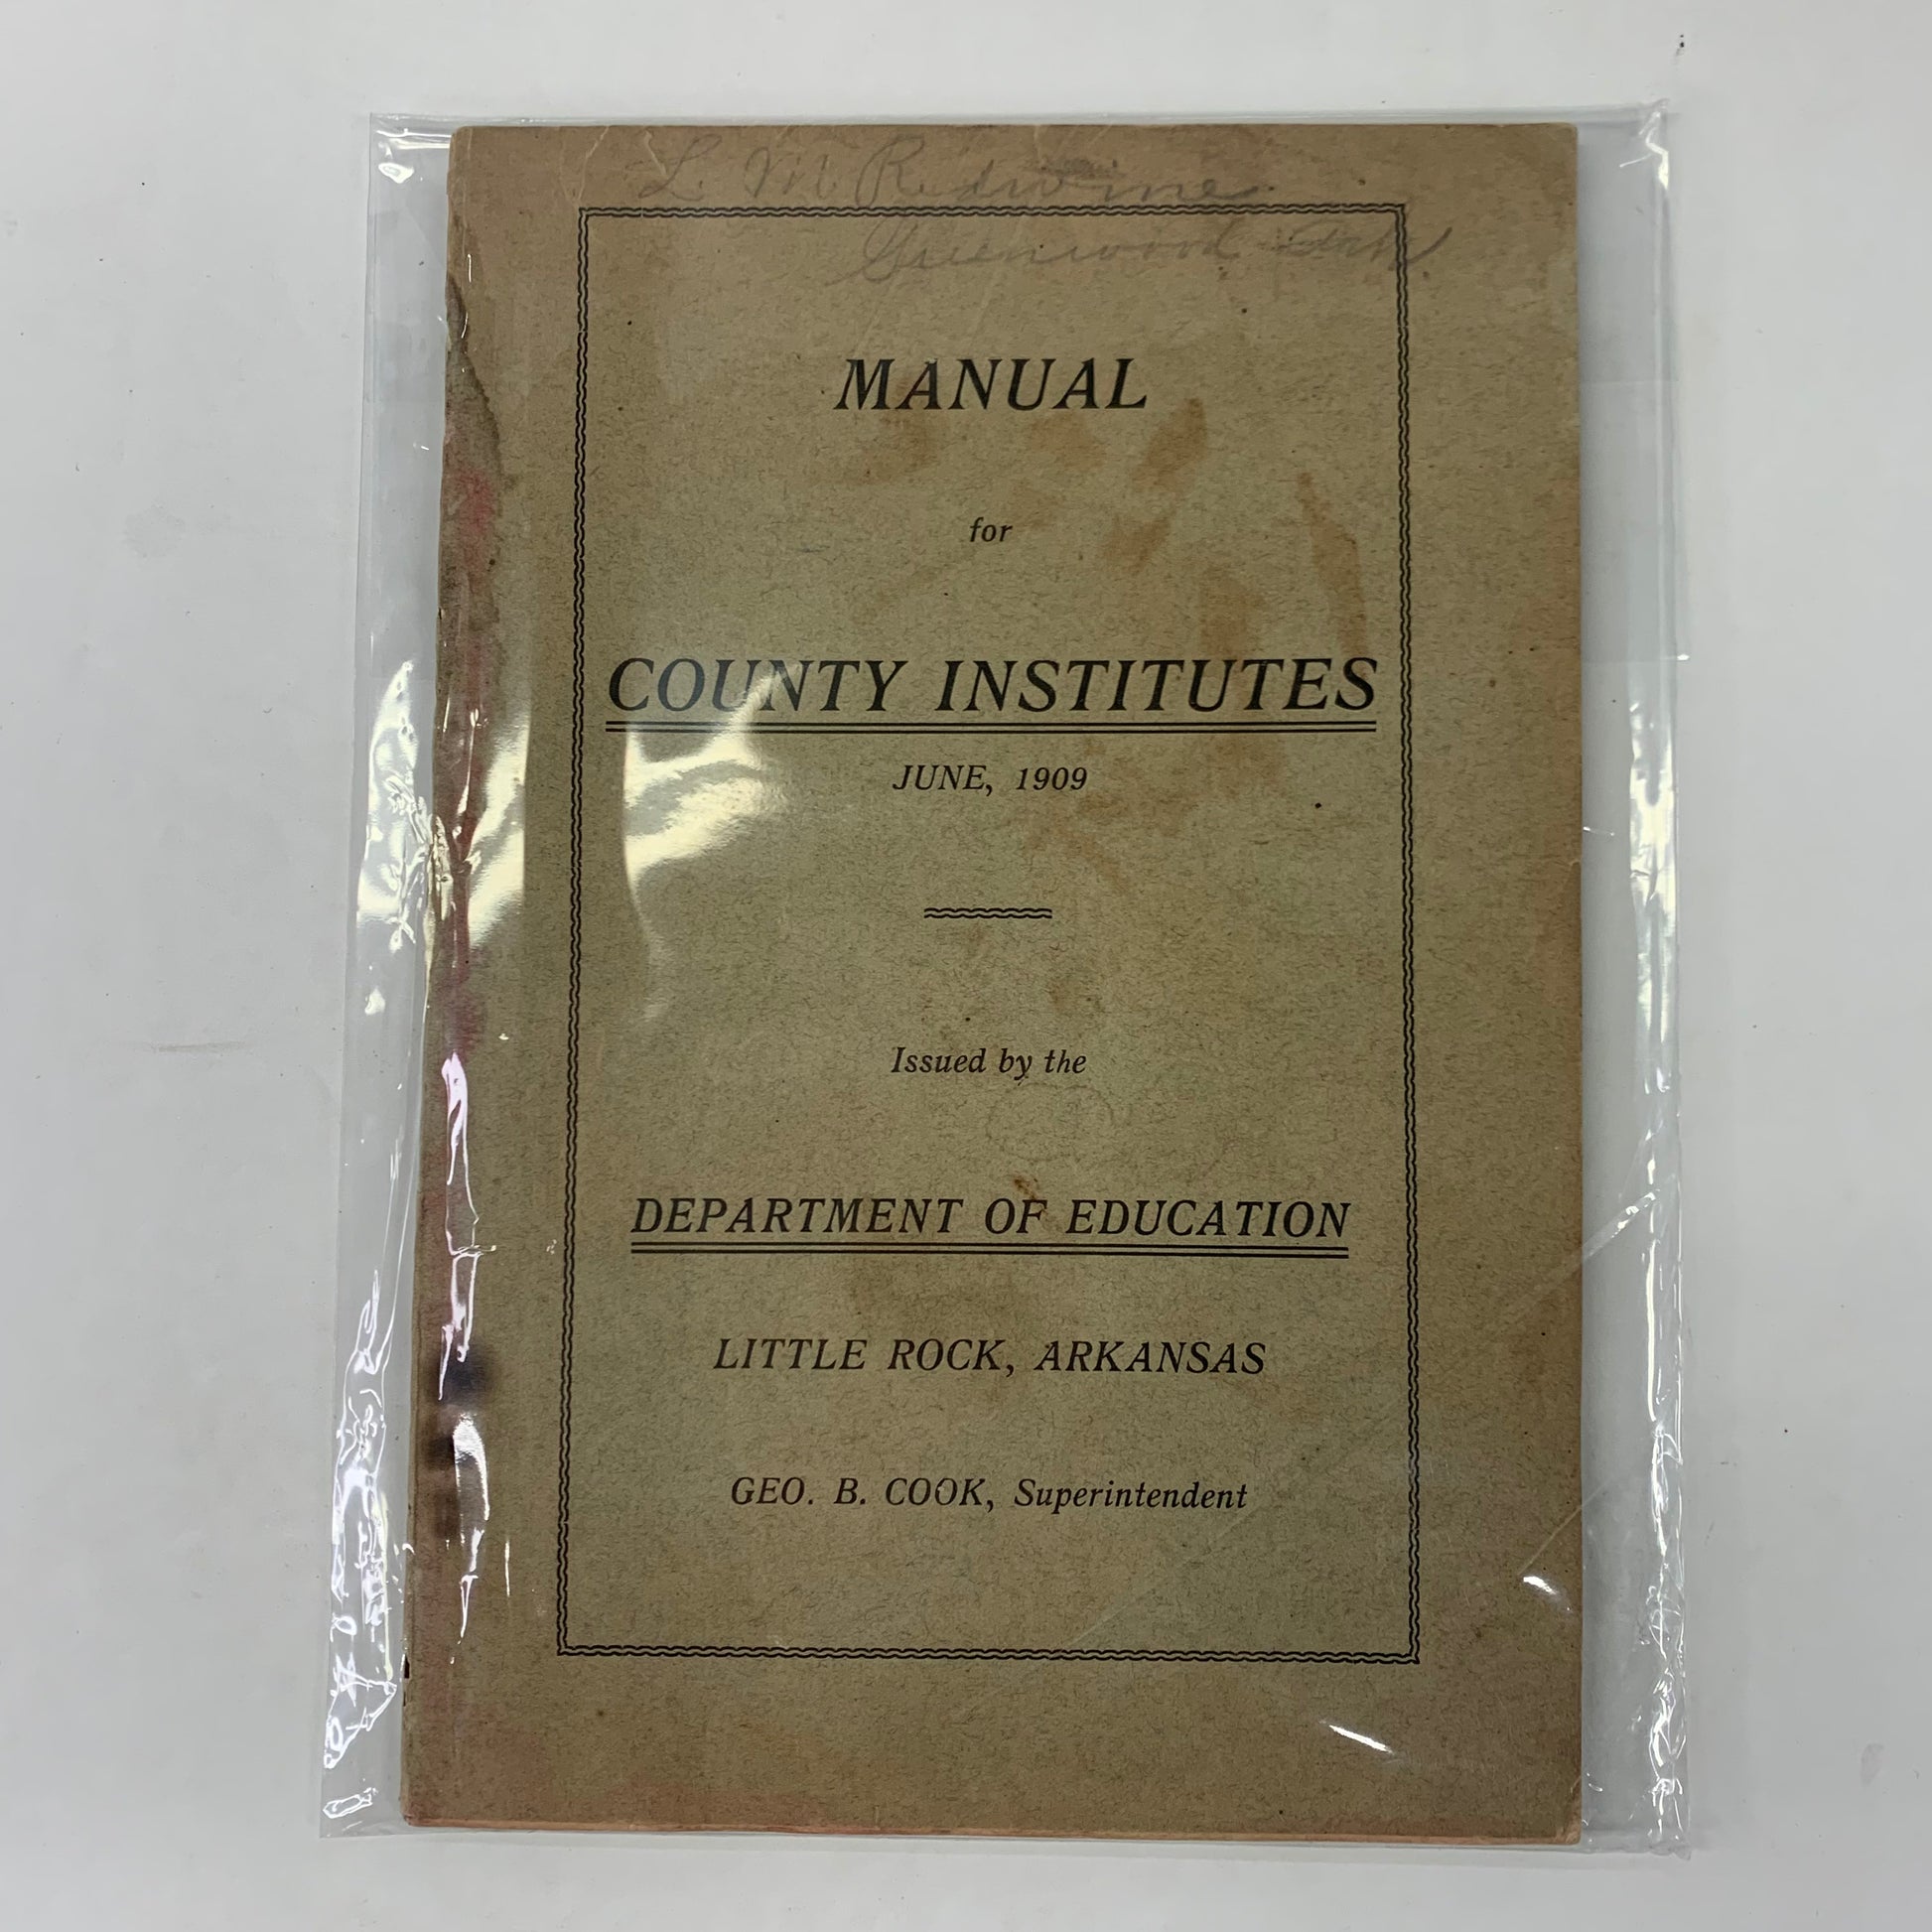 L. M. Redwine
Greenwood Ark.
MANUAL
for
COUNTY INSTITUTES
JUNE, 1909
Issued by the
DEPARTMENT OF EDUCATION
LITTLE ROCK, ARKANSAS
GEO. B. COOK, Superintendent